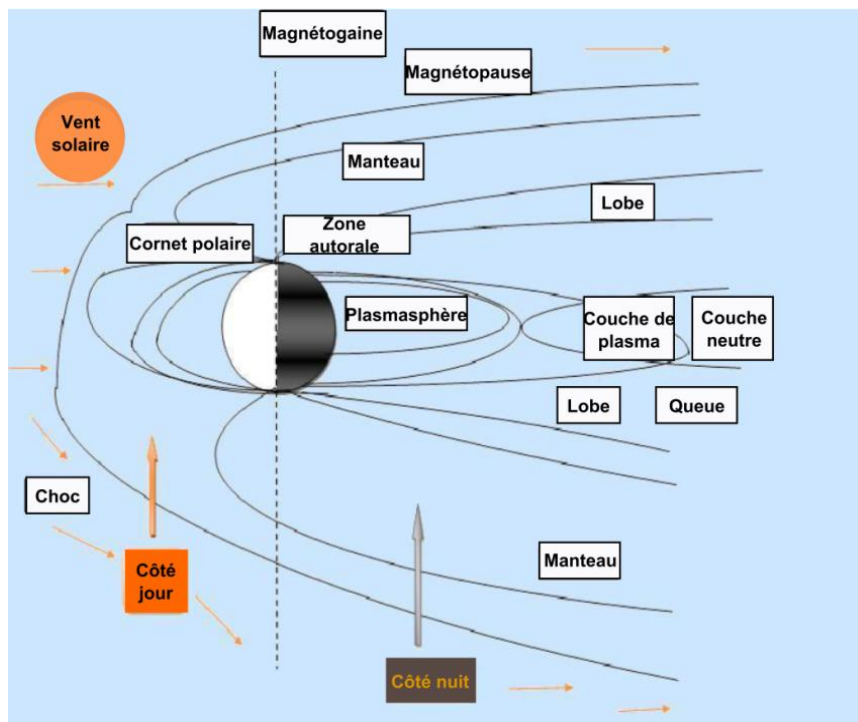 Magnétogaine
Magnétopause
Vent
solaire
Manteau
Lobe
Cornet polaire
Zone
autorale
Plasmasphère
Couche de
plasma
Couche
neutre
Lobe
Queue
Choc
Côté
jour
Manteau
Côté nuit